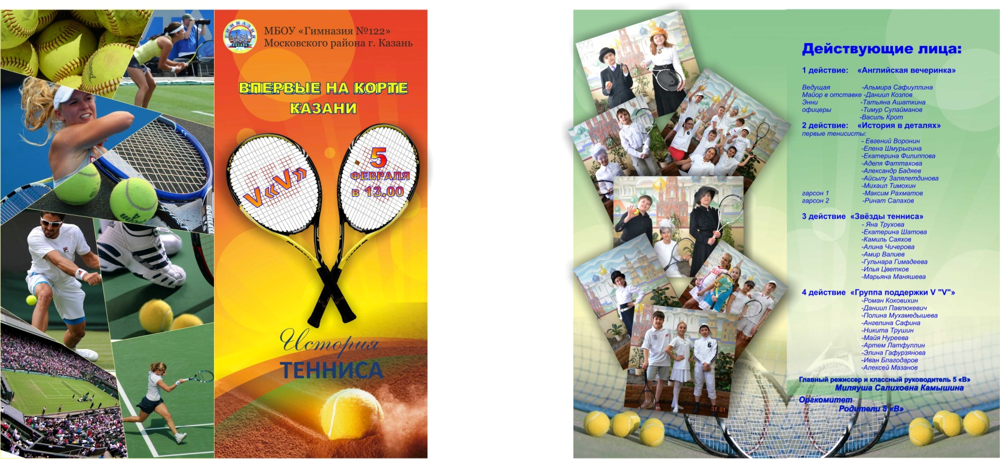 МБОУ «Гимназия №122»
Московского района г. Казань
ВПЕРВЫЕ НА КОРТЕ
КАЗАНИ
V«V»
5
ФЕВРАЛЯ
в 13.00
История
ТЕННИСА
Действующие лица:
1 действие: «Английская вечеринка»
Ведущая -Альмира Сафиуллина
Майор в отставке -Даниил Козлов
Энни -Татьяна Ашаткина
офицеры -Тимур Сулайманов
-Василь Крот
2 действие: «История в деталях»
первые тенисисты:
- Евгений Воронин
-Елена Шмурыгина
-Екатерина Филиппова
-Аделя Фаттахова
-Александр Бадяев
-Айсылу Залялетдинова
-Михаил Тимохин
гарсон 1 -Максим Рахматов
гарсон 2 -Ринат Салахов
3 действие «Звёзды тенниса»
- Яна Трухова
-Екатерина Шатова
-Камиль Саяхов
-Алина Чичерова
-Амир Валиев
-Гульнара Гимадеева
-Илья Цветков
-Марьяна Маняшева
4 действие «Группа поддержки V "V"»
-Роман Коковихин
-Даниил Павлюкевич
-Полина Мухамедышева
-Ангелина Сафина
-Никита Трушин
-Майя Нуреева
-Артем Латфуллин
-Элина Гафурзянова
-Иван Благодаров
-Алексей Мазанов
Главный режиссер и классный руководитель 5 «В»
Миляуша Салиховна Камышина
Оргкомитет
Родители 5 «В»
6
31.01